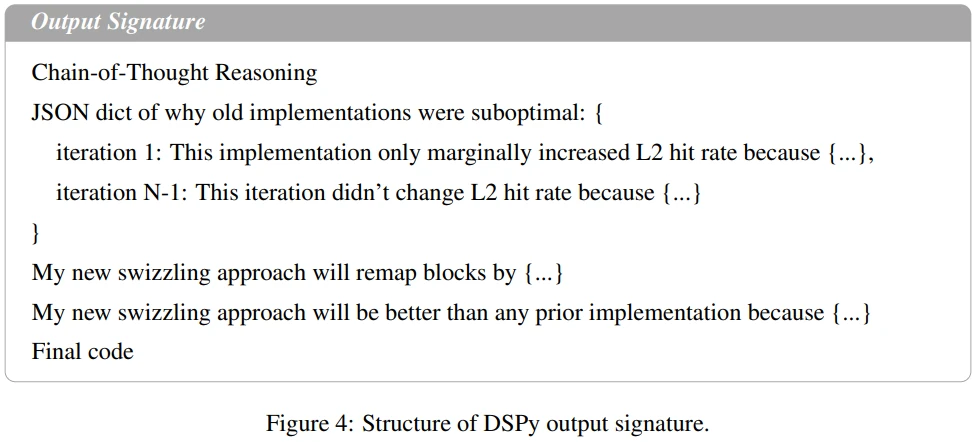 Output Signature
Chain-of-Thought Reasoning
JSON dict of why old implementations were suboptimal: {
iteration 1: This implementation only marginally increased L2 hit rate because {...},
iteration N-1: This iteration didn’t change L2 hit rate because {...}
}
My new swizzling approach will remap blocks by {...}
My new swizzling approach will be better than any prior implementation because {...}
Final code
Figure 4: Structure of DSPy output signature.